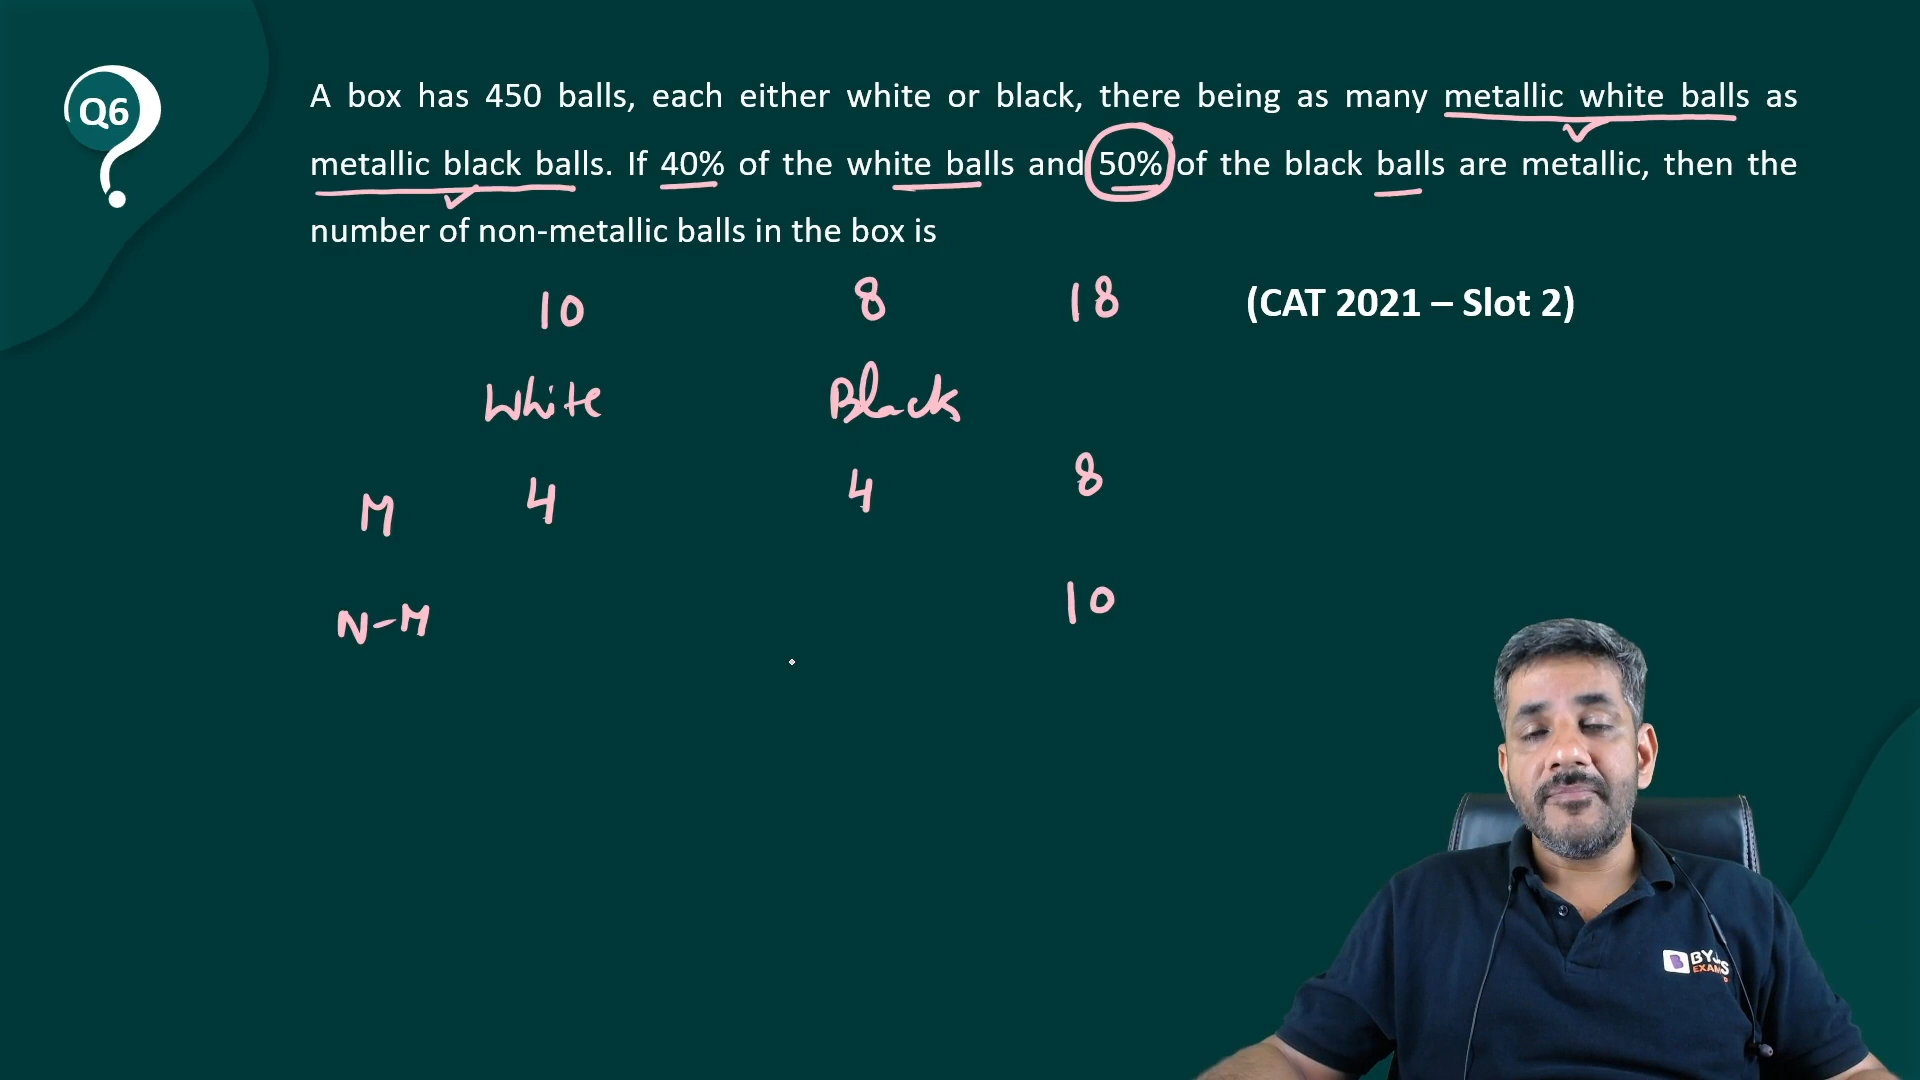 Q6
A box has 450 balls, each either white or black, there being as many metallic white balls as
metallic black balls. If 40% of the white balls and 50% of the black balls are metallic, then the
number of non-metallic balls in the box is
10 8 18
(CAT 2021 – Slot 2)
White Black
M 4 4 8
N-M 10